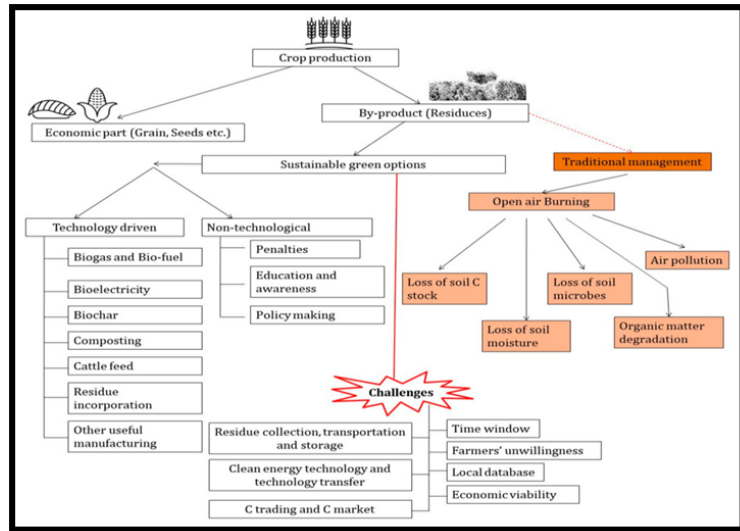 Crop production
Economic part (Grain, Seeds etc.)
By-product (Residuces)
Sustainable green options
Traditional management
Open air Burning
Technology driven
Non-technological
Biogas and Bio-fuel
Bioelectricity
Biochar
Composting
Cattle feed
Residue
incorporation
Other useful
manufacturing
Penalties
Education and
awareness
Policy making
Loss of soil C
stock
Loss of soil
moisture
Loss of soil
microbes
Organic matter
degradation
Air pollution
Challenges
Residue collection, transportation
and storage
Clean energy technology and
technology transfer
C trading and C market
Time window
Farmers' unwillingness
Local database
Economic viability